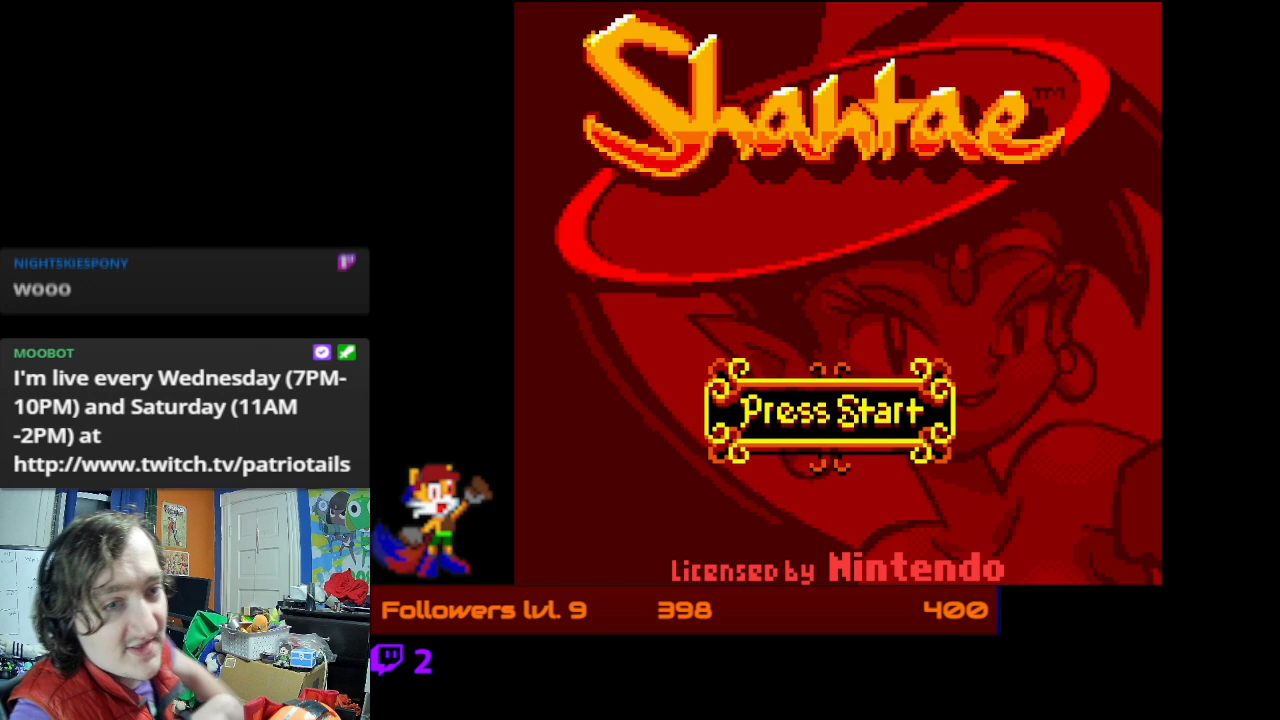 Shantae™
NIGHTSKIESPONY
wooo
MOOBOT
I'm live every Wednesday (7PM-
10PM) and Saturday (11AM
-2PM) at
http://www.twitch.tv/patriotails
Press Start
Licensed by Nintendo
Followers lvl. 9 398 400
2